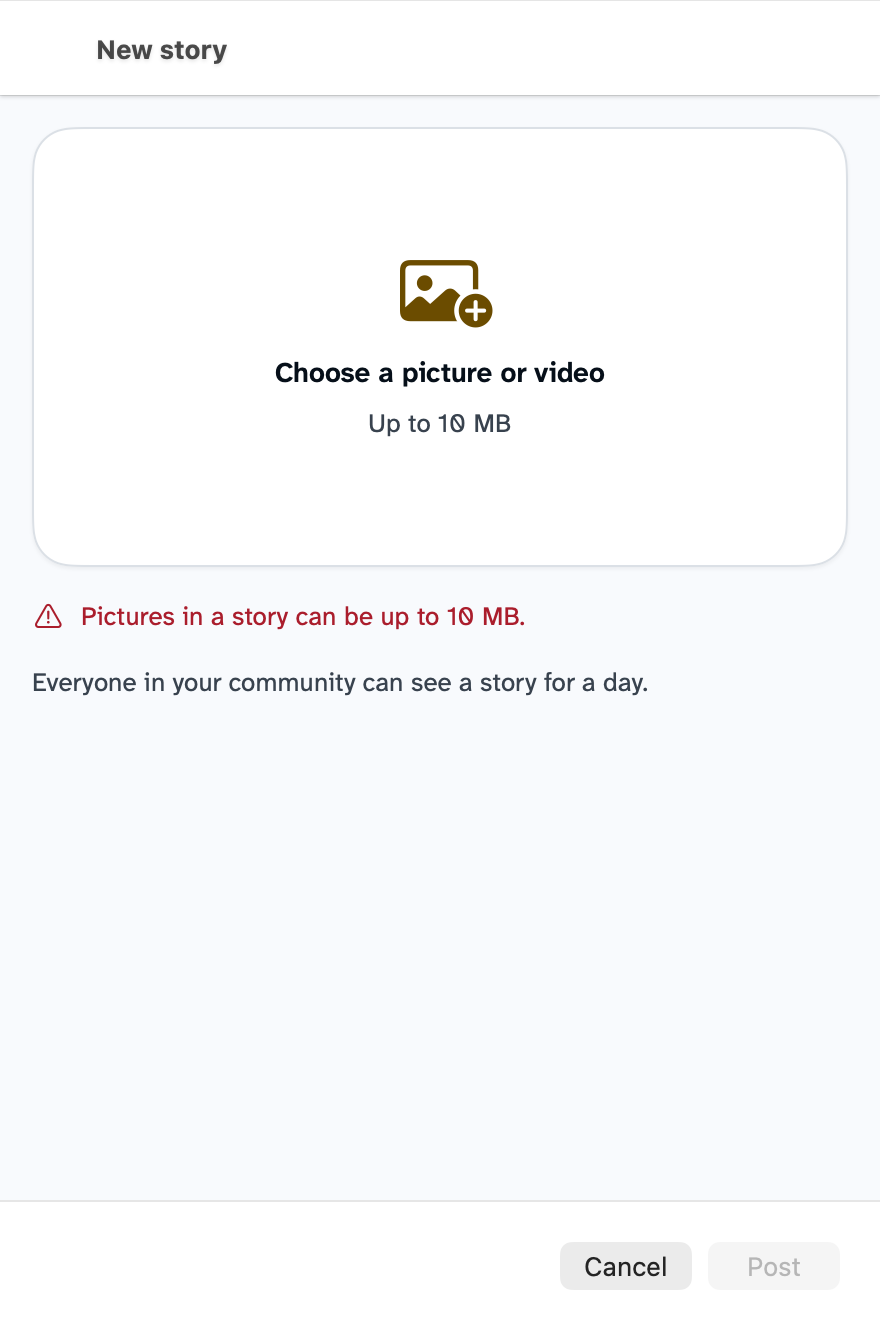 New story
Choose a picture or video
Up to 10 MB
Pictures in a story can be up to 10 MB.
Everyone in your community can see a story for a day.
Cancel
Post